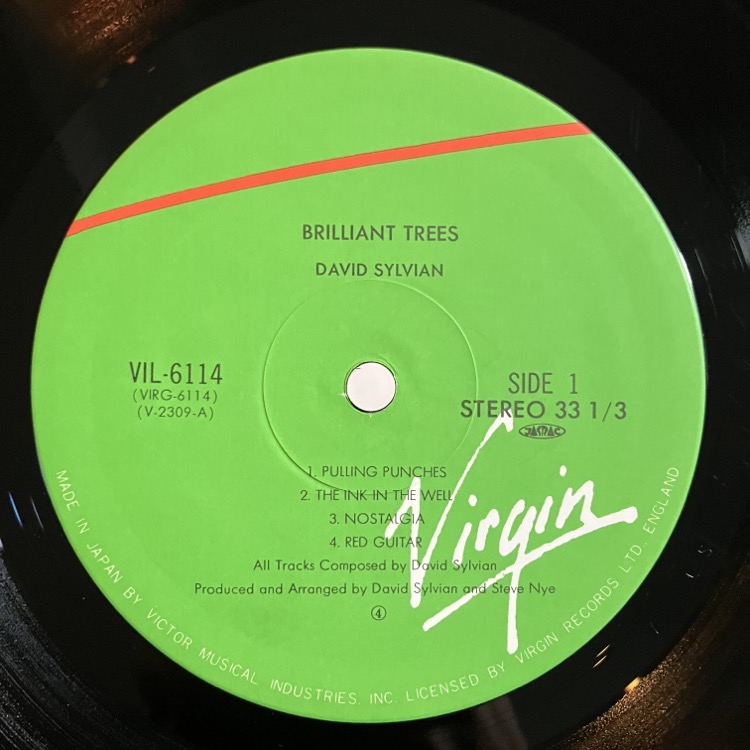 BRILLIANT TREES
DAVID SYLVIAN
VIL-6114
(VIRG-6114)
(V-2309-A)
SIDE 1
STEREO 33 1/3
JASRAC
1. PULLING PUNCHES
2. THE INK IN THE WELL
3. NOSTALGIA
4. RED GUITAR
All Tracks Composed by David Sylvian
Produced and Arranged by David Sylvian and Steve Nye
④
Virgin
MADE IN JAPAN BY VICTOR MUSICAL INDUSTRIES, INC. LICENSED BY VIRGIN RECORDS LTD., ENGLAND